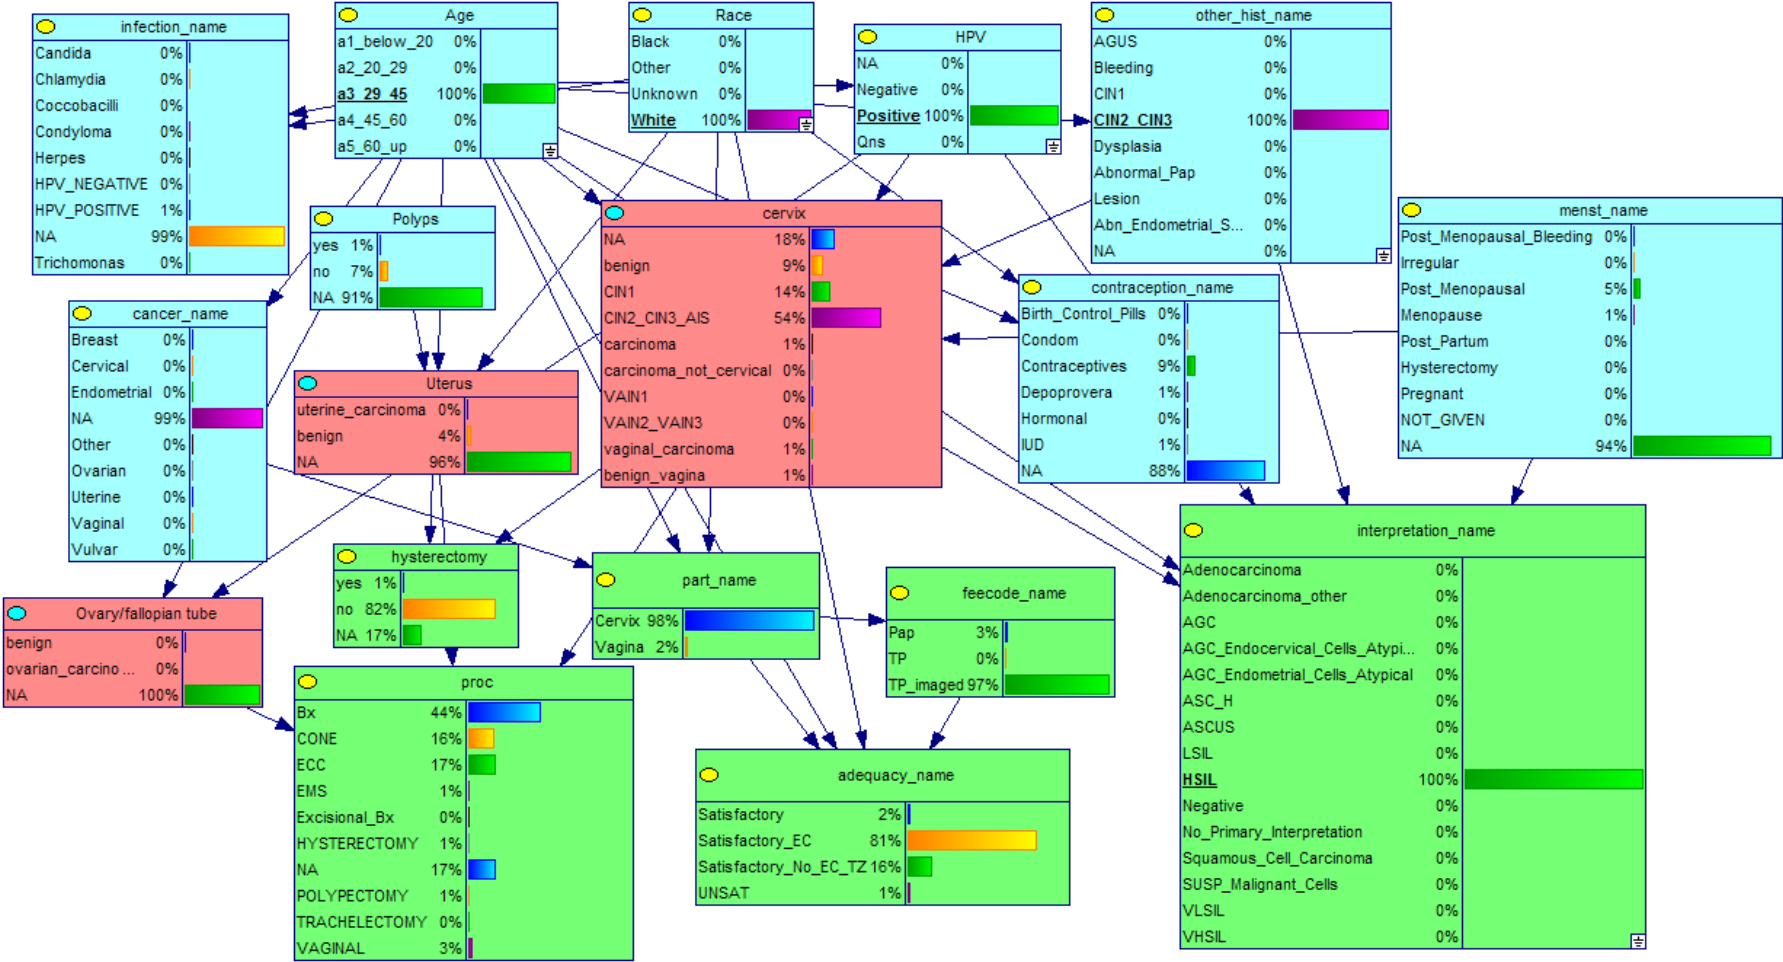 infection_name
Candida 0%
Chlamydia 0%
Coccobacilli 0%
Condyloma 0%
Herpes 0%
HPV_NEGATIVE 0%
HPV_POSITIVE 1%
NA 99%
Trichomonas 0%
Age
a1_below_20 0%
a2_20_29 0%
a3_29_45 100%
a4_45_60 0%
a5_60_up 0%
Race
Black 0%
Other 0%
Unknown 0%
White 100%
HPV
NA 0%
Negative 0%
Positive 100%
Qns 0%
other_hist_name
AGUS 0%
Bleeding 0%
CIN1 0%
CIN2_CIN3 100%
Dysplasia 0%
Abnormal_Pap 0%
Lesion 0%
Abn_Endometrial_S... 0%
NA 0%
Polyps
yes 1%
no 7%
NA 91%
cervix
NA 18%
benign 9%
CIN1 14%
CIN2_CIN3_AIS 54%
carcinoma 1%
carcinoma_not_cervical 0%
VAIN1 0%
VAIN2_VAIN3 0%
vaginal_carcinoma 1%
benign_vagina 1%
menst_name
Post_Menopausal_Bleeding 0%
Irregular 0%
Post_Menopausal 5%
Menopause 1%
Post_Partum 0%
Hysterectomy 0%
Pregnant 0%
NOT_GIVEN 0%
NA 94%
cancer_name
Breast 0%
Cervical 0%
Endometrial 0%
NA 99%
Other 0%
Ovarian 0%
Uterine 0%
Vaginal 0%
Vulvar 0%
contraception_name
Birth_Control_Pills 0%
Condom 0%
Contraceptives 9%
Depoprovera 1%
Hormonal 0%
IUD 1%
NA 88%
Uterus
uterine_carcinoma 0%
benign 4%
NA 96%
interpretation_name
Adenocarcinoma 0%
Adenocarcinoma_other 0%
AGC 0%
AGC_Endocervical_Cells_Atypi... 0%
AGC_Endometrial_Cells_Atypical 0%
ASC_H 0%
ASCUS 0%
LSIL 0%
HSIL 100%
Negative 0%
No_Primary_Interpretation 0%
Squamous_Cell_Carcinoma 0%
SUSP_Malignant_Cells 0%
VLSIL 0%
VHSIL 0%
hysterectomy
yes 1%
no 82%
NA 17%
part_name
Cervix 98%
Vagina 2%
feecode_name
Pap 3%
TP 0%
TP_imaged 97%
Ovary/fallopian tube
benign 0%
ovarian_carcino ... 0%
NA 100%
proc
Bx 44%
CONE 16%
ECC 17%
EMS 1%
Excisional_Bx 0%
HYSTERECTOMY 1%
NA 17%
POLYPECTOMY 1%
TRACHELECTOMY 0%
VAGINAL 3%
adequacy_name
Satisfactory 2%
Satisfactory_EC 81%
Satisfactory_No_EC_TZ 16%
UNSAT 1%